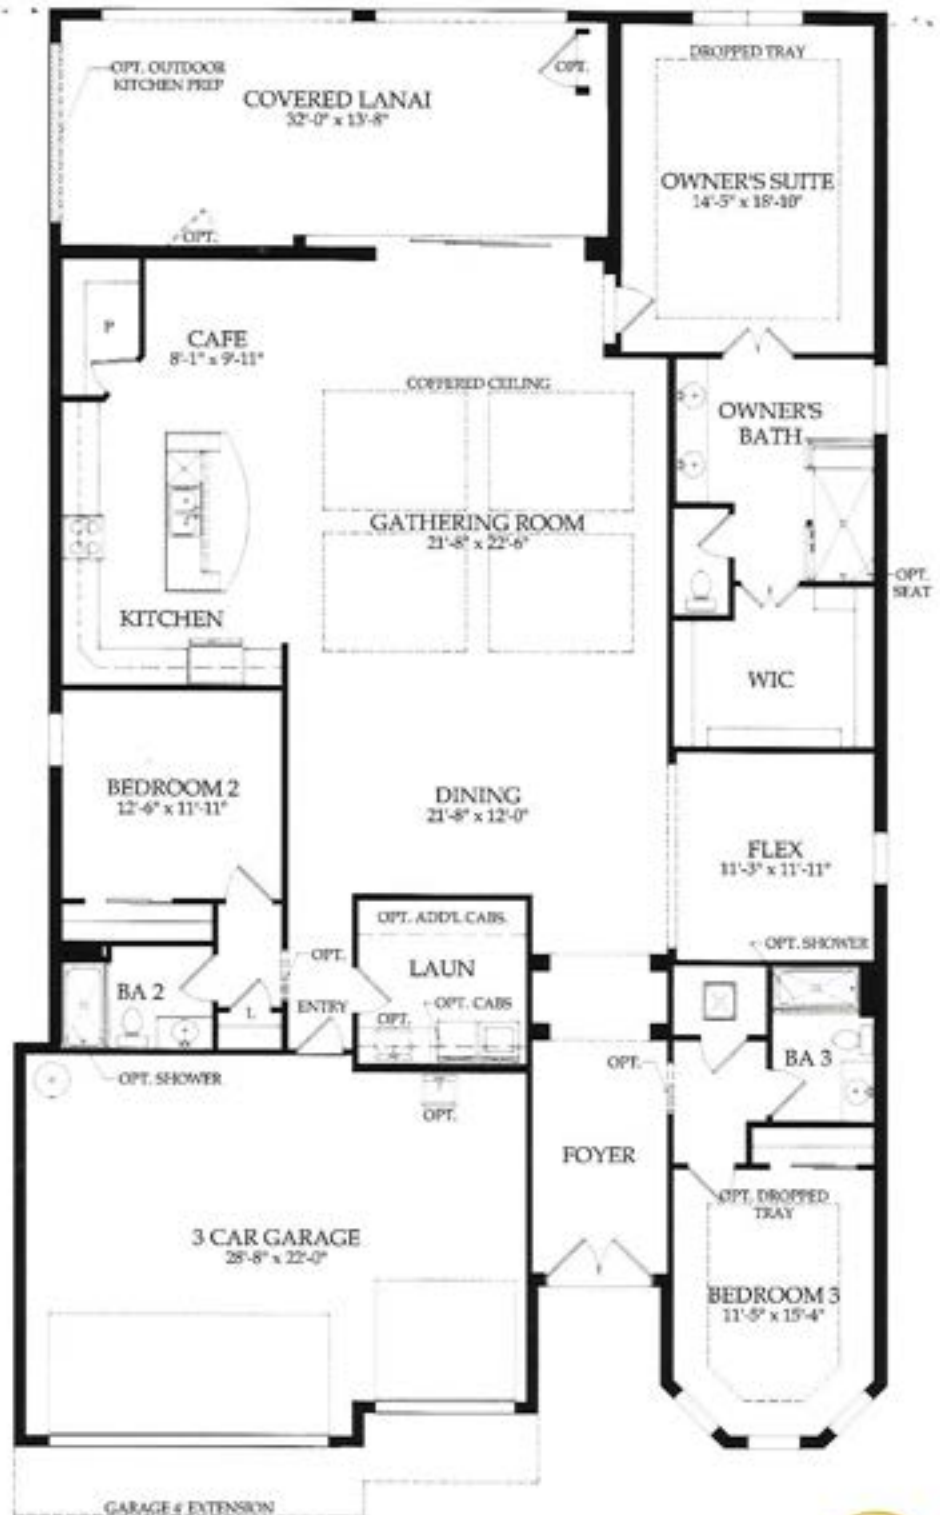 OPT. OUTDOOR
KITCHEN PREP
COVERED LANAI
32'-0" x 13'-8"
OPT.
OPT.
DROPPED TRAY
OWNER'S SUITE
14'-5" x 18'-10"
P
CAFE
8'-1" x 9'-11"
COFFERED CEILING
OWNER'S
BATH
GATHERING ROOM
21'-8" x 22'-6"
OPT.
SEAT
KITCHEN
WIC
BEDROOM 2
12'-6" x 11'-11"
DINING
21'-8" x 12'-0"
FLEX
11'-3" x 11'-11"
OPT. ADD'L CABS.
OPT. SHOWER
OPT.
LAUN
BA 2
ENTRY
OPT. CABS
L
OPT.
OPT. SHOWER
OPT.
BA 3
OPT.
FOYER
OPT. DROPPED
TRAY
3 CAR GARAGE
28'-8" x 22'-0"
BEDROOM 3
11'-5" x 15'-4"
GARAGE 4' EXTENSION